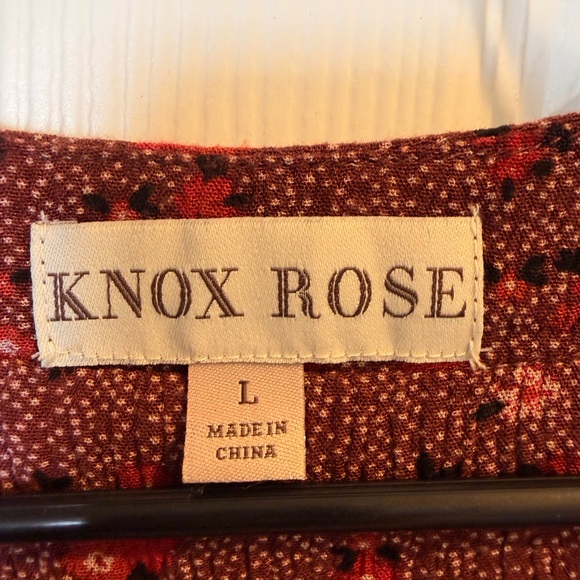 KNOX ROSE
L
MADE IN
CHINA